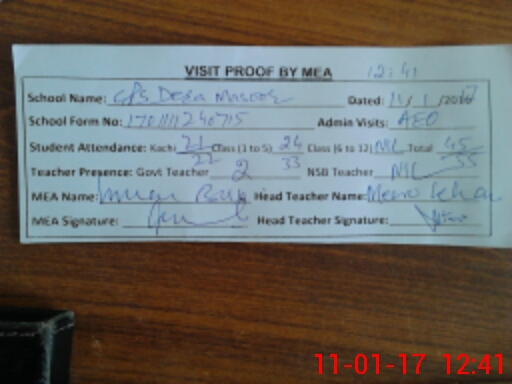 VISIT PROOF BY MEA 12:41
School Name: GPS Dera Dated: 11/1/2017
School Form No: Admin Visits: AEO
Student Attendance: Kachi 21/22 Class (1 to 5) 24/33 Class (6 to 12) NIL Total 45/55
Teacher Presence: Govt Teacher 2 NSB Teacher NIL
MEA Name: Head Teacher Name:
MEA Signature: Head Teacher Signature:
11-01-17 12:41